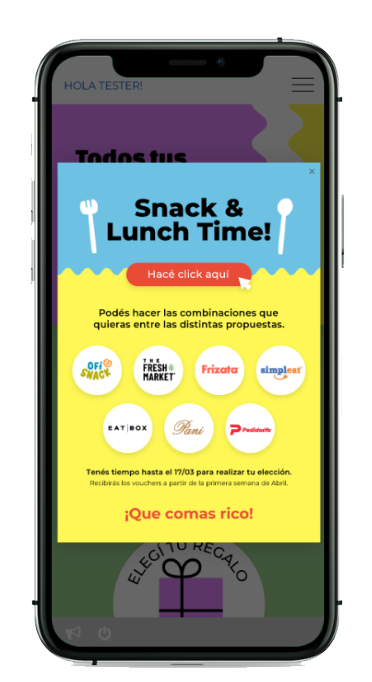 HOLA TESTER!
Todos tus
×
Snack &
Lunch Time!
Hacé click aquí
Podés hacer las combinaciones que
quieras entre las distintas propuestas.
OFI
SNACK
THE
FRESH
MARKET
Frizata
simpleat
EAT|BOX
Pani
PedidosYa
Tenés tiempo hasta el 17/03 para realizar tu elección.
Recibirás los vouchers a partir de la primera semana de Abril.
¡Que comas rico!
ELEGÍ TU REGALO